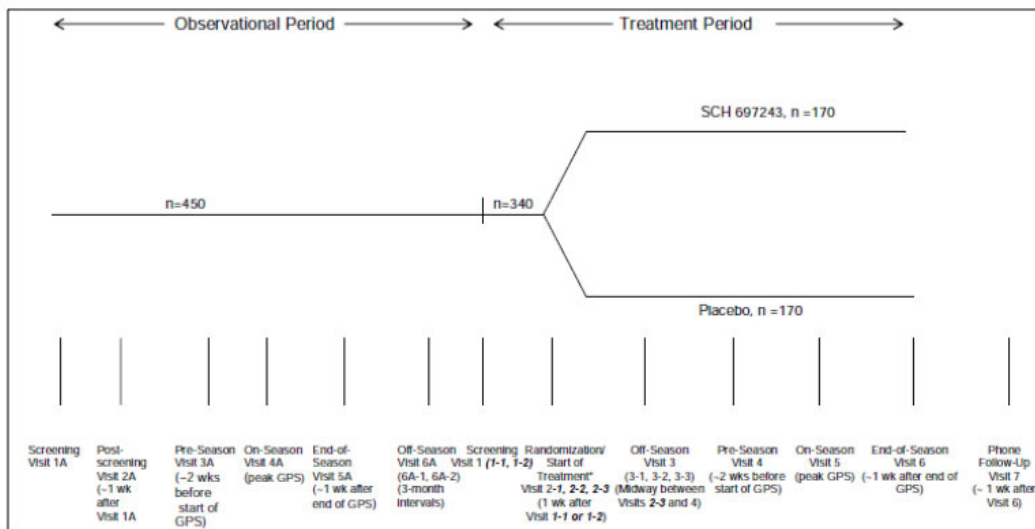 Observational Period
Treatment Period
SCH 697243, n =170
n=450
n=340
Placebo, n =170
Screening
Visit 1A
Post-
screening
Visit 2A
(~1 wk
after
Visit 1A
Pre-Season
Visit 3A
(~2 wks
before
start of
GPS)
On-Season
Visit 4A
(peak GPS)
End-of-
Season
Visit 5A
(~1 wk after
end of GPS)
Off-Season
Visit 6A
(6A-1, 6A-2)
(3-month
intervals)
Screening
Visit 1 (1-1, 1-2)
Randomization/
Start of
Treatment*
Visit 2-1, 2-2, 2-3
(1 wk after
Visit 1-1 or 1-2)
Off-Season
Visit 3
(3-1, 3-2, 3-3)
(Midway between
Visits 2-3 and 4)
Pre-Season
Visit 4
(~2 wks before
start of GPS)
On-Season
Visit 5
(peak GPS)
End-of-Season
Visit 6
(~1 wk after end of
GPS)
Phone
Follow-Up
Visit 7
(~ 1 wk after
Visit 6)